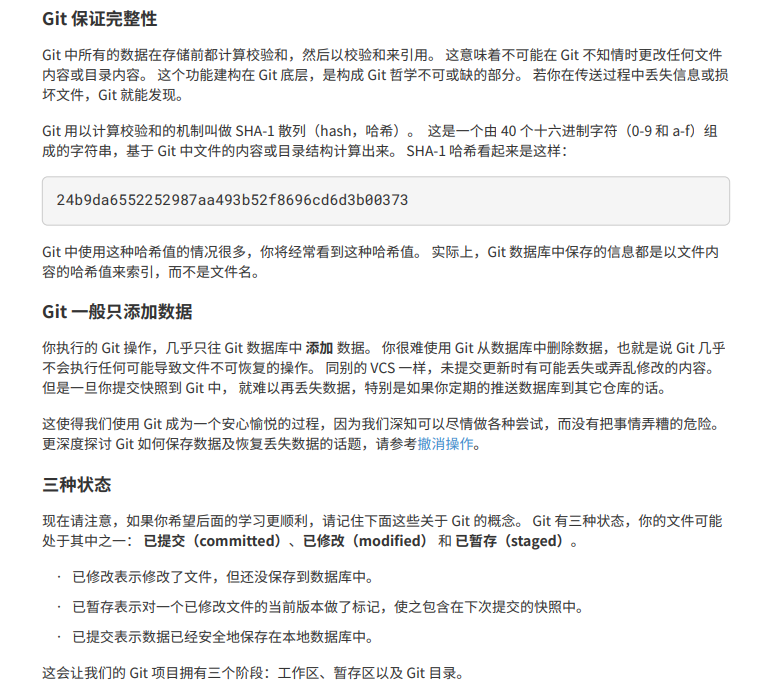 Git 保证完整性
Git 中所有的数据在存储前都计算校验和，然后以校验和来引用。 这意味着不可能在 Git 不知情时更改任何文件
内容或目录内容。 这个功能建构在 Git 底层，是构成 Git 哲学不可或缺的部分。 若你在传送过程中丢失信息或损
坏文件，Git 就能发现。
Git 用以计算校验和的机制叫做 SHA-1 散列（hash，哈希）。 这是一个由 40 个十六进制字符（0-9 和 a-f）组
成的字符串，基于 Git 中文件的内容或目录结构计算出来。 SHA-1 哈希看起来是这样：
24b9da6552252987aa493b52f8696cd6d3b00373
Git 中使用这种哈希值的情况很多，你将经常看到这种哈希值。 实际上，Git 数据库中保存的信息都是以文件内
容的哈希值来索引，而不是文件名。
Git 一般只添加数据
你执行的 Git 操作，几乎只往 Git 数据库中 添加 数据。 你很难使用 Git 从数据库中删除数据，也就是说 Git 几乎
不会执行任何可能导致文件不可恢复的操作。 同别的 VCS 一样，未提交更新时有可能丢失或弄乱修改的内容。
但是一旦你提交快照到 Git 中， 就难以再丢失数据，特别是如果你定期的推送数据库到其它仓库的话。
这使得我们使用 Git 成为一个安心愉悦的过程，因为我们深知可以尽情做各种尝试，而没有把事情弄糟的危险。
更深度探讨 Git 如何保存数据及恢复丢失数据的话题，请参考撤消操作。
三种状态
现在请注意，如果你希望后面的学习更顺利，请记住下面这些关于 Git 的概念。 Git 有三种状态，你的文件可能
处于其中之一： 已提交（committed）、已修改（modified） 和 已暂存（staged）。
· 已修改表示修改了文件，但还没保存到数据库中。
· 已暂存表示对一个已修改文件的当前版本做了标记，使之包含在下次提交的快照中。
· 已提交表示数据已经安全地保存在本地数据库中。
这会让我们的 Git 项目拥有三个阶段：工作区、暂存区以及 Git 目录。